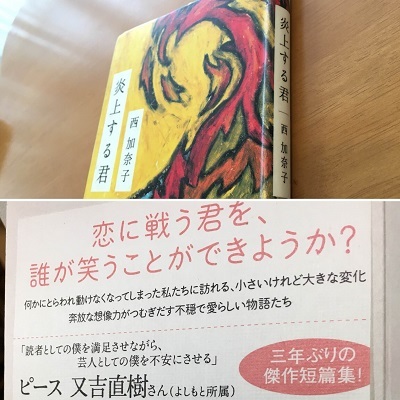 炎上する君
西 加奈子
炎上する君 西 加奈子
恋に戦う君を、
誰が笑うことができようか?
何かにとらわれ動けなくなってしまった私たちに訪れる、小さいけれど大きな変化
奔放な想像力がつむぎだす不穏で愛らしい物語たち
「読者としての僕を満足させながら、
芸人としての僕を不安にさせる」
ピース 又吉直樹さん(よしもと所属)
三年ぶりの
傑作短篇集!